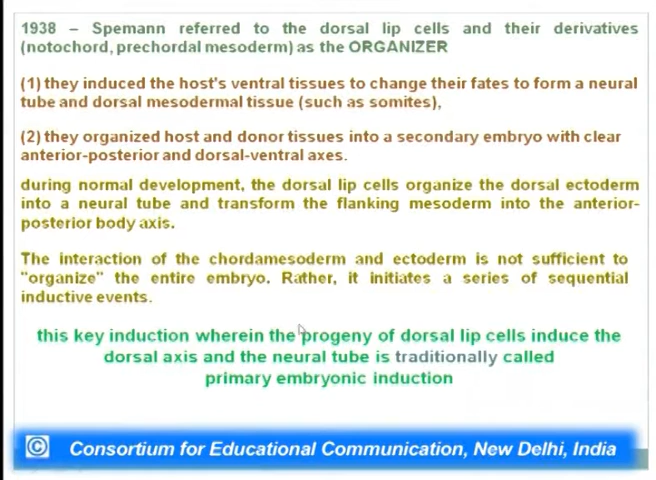 1938 – Spemann referred to the dorsal lip cells and their derivatives
(notochord, prechordal mesoderm) as the ORGANIZER
(1) they induced the host's ventral tissues to change their fates to form a neural
tube and dorsal mesodermal tissue (such as somites),
(2) they organized host and donor tissues into a secondary embryo with clear
anterior-posterior and dorsal-ventral axes.
during normal development, the dorsal lip cells organize the dorsal ectoderm
into a neural tube and transform the flanking mesoderm into the anterior-
posterior body axis.
The interaction of the chordamesoderm and ectoderm is not sufficient to
"organize" the entire embryo. Rather, it initiates a series of sequential
inductive events.
this key induction wherein the progeny of dorsal lip cells induce the
dorsal axis and the neural tube is traditionally called
primary embryonic induction
© Consortium for Educational Communication, New Delhi, India